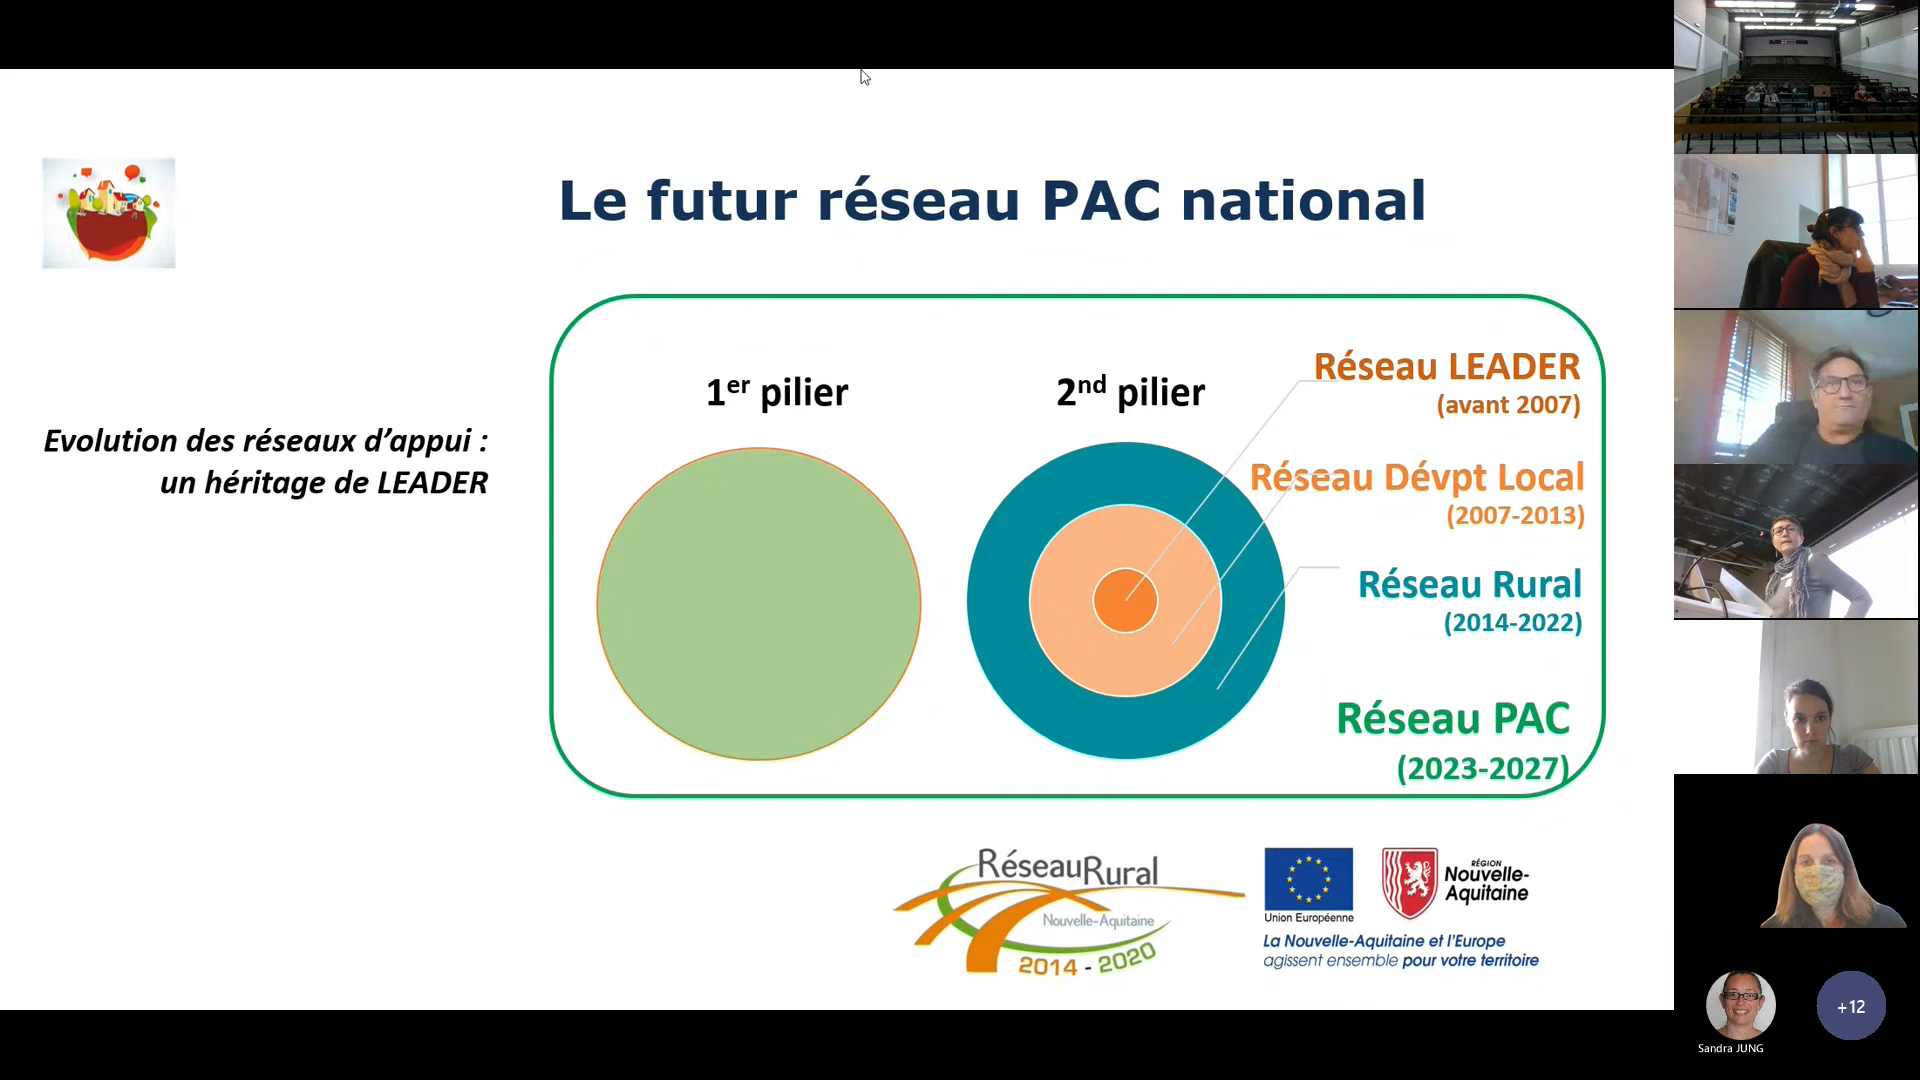 Le futur réseau PAC national
Evolution des réseaux d’appui :
un héritage de LEADER
1er pilier
2nd pilier
Réseau LEADER
(avant 2007)
Réseau Dévpt Local
(2007-2013)
Réseau Rural
(2014-2022)
Réseau PAC
(2023-2027)
RéseauRural
Nouvelle-Aquitaine
2014 - 2020
Union Européenne
RÉGION
Nouvelle-
Aquitaine
La Nouvelle-Aquitaine et l'Europe
agissent ensemble pour votre territoire
+12
Sandra JUNG